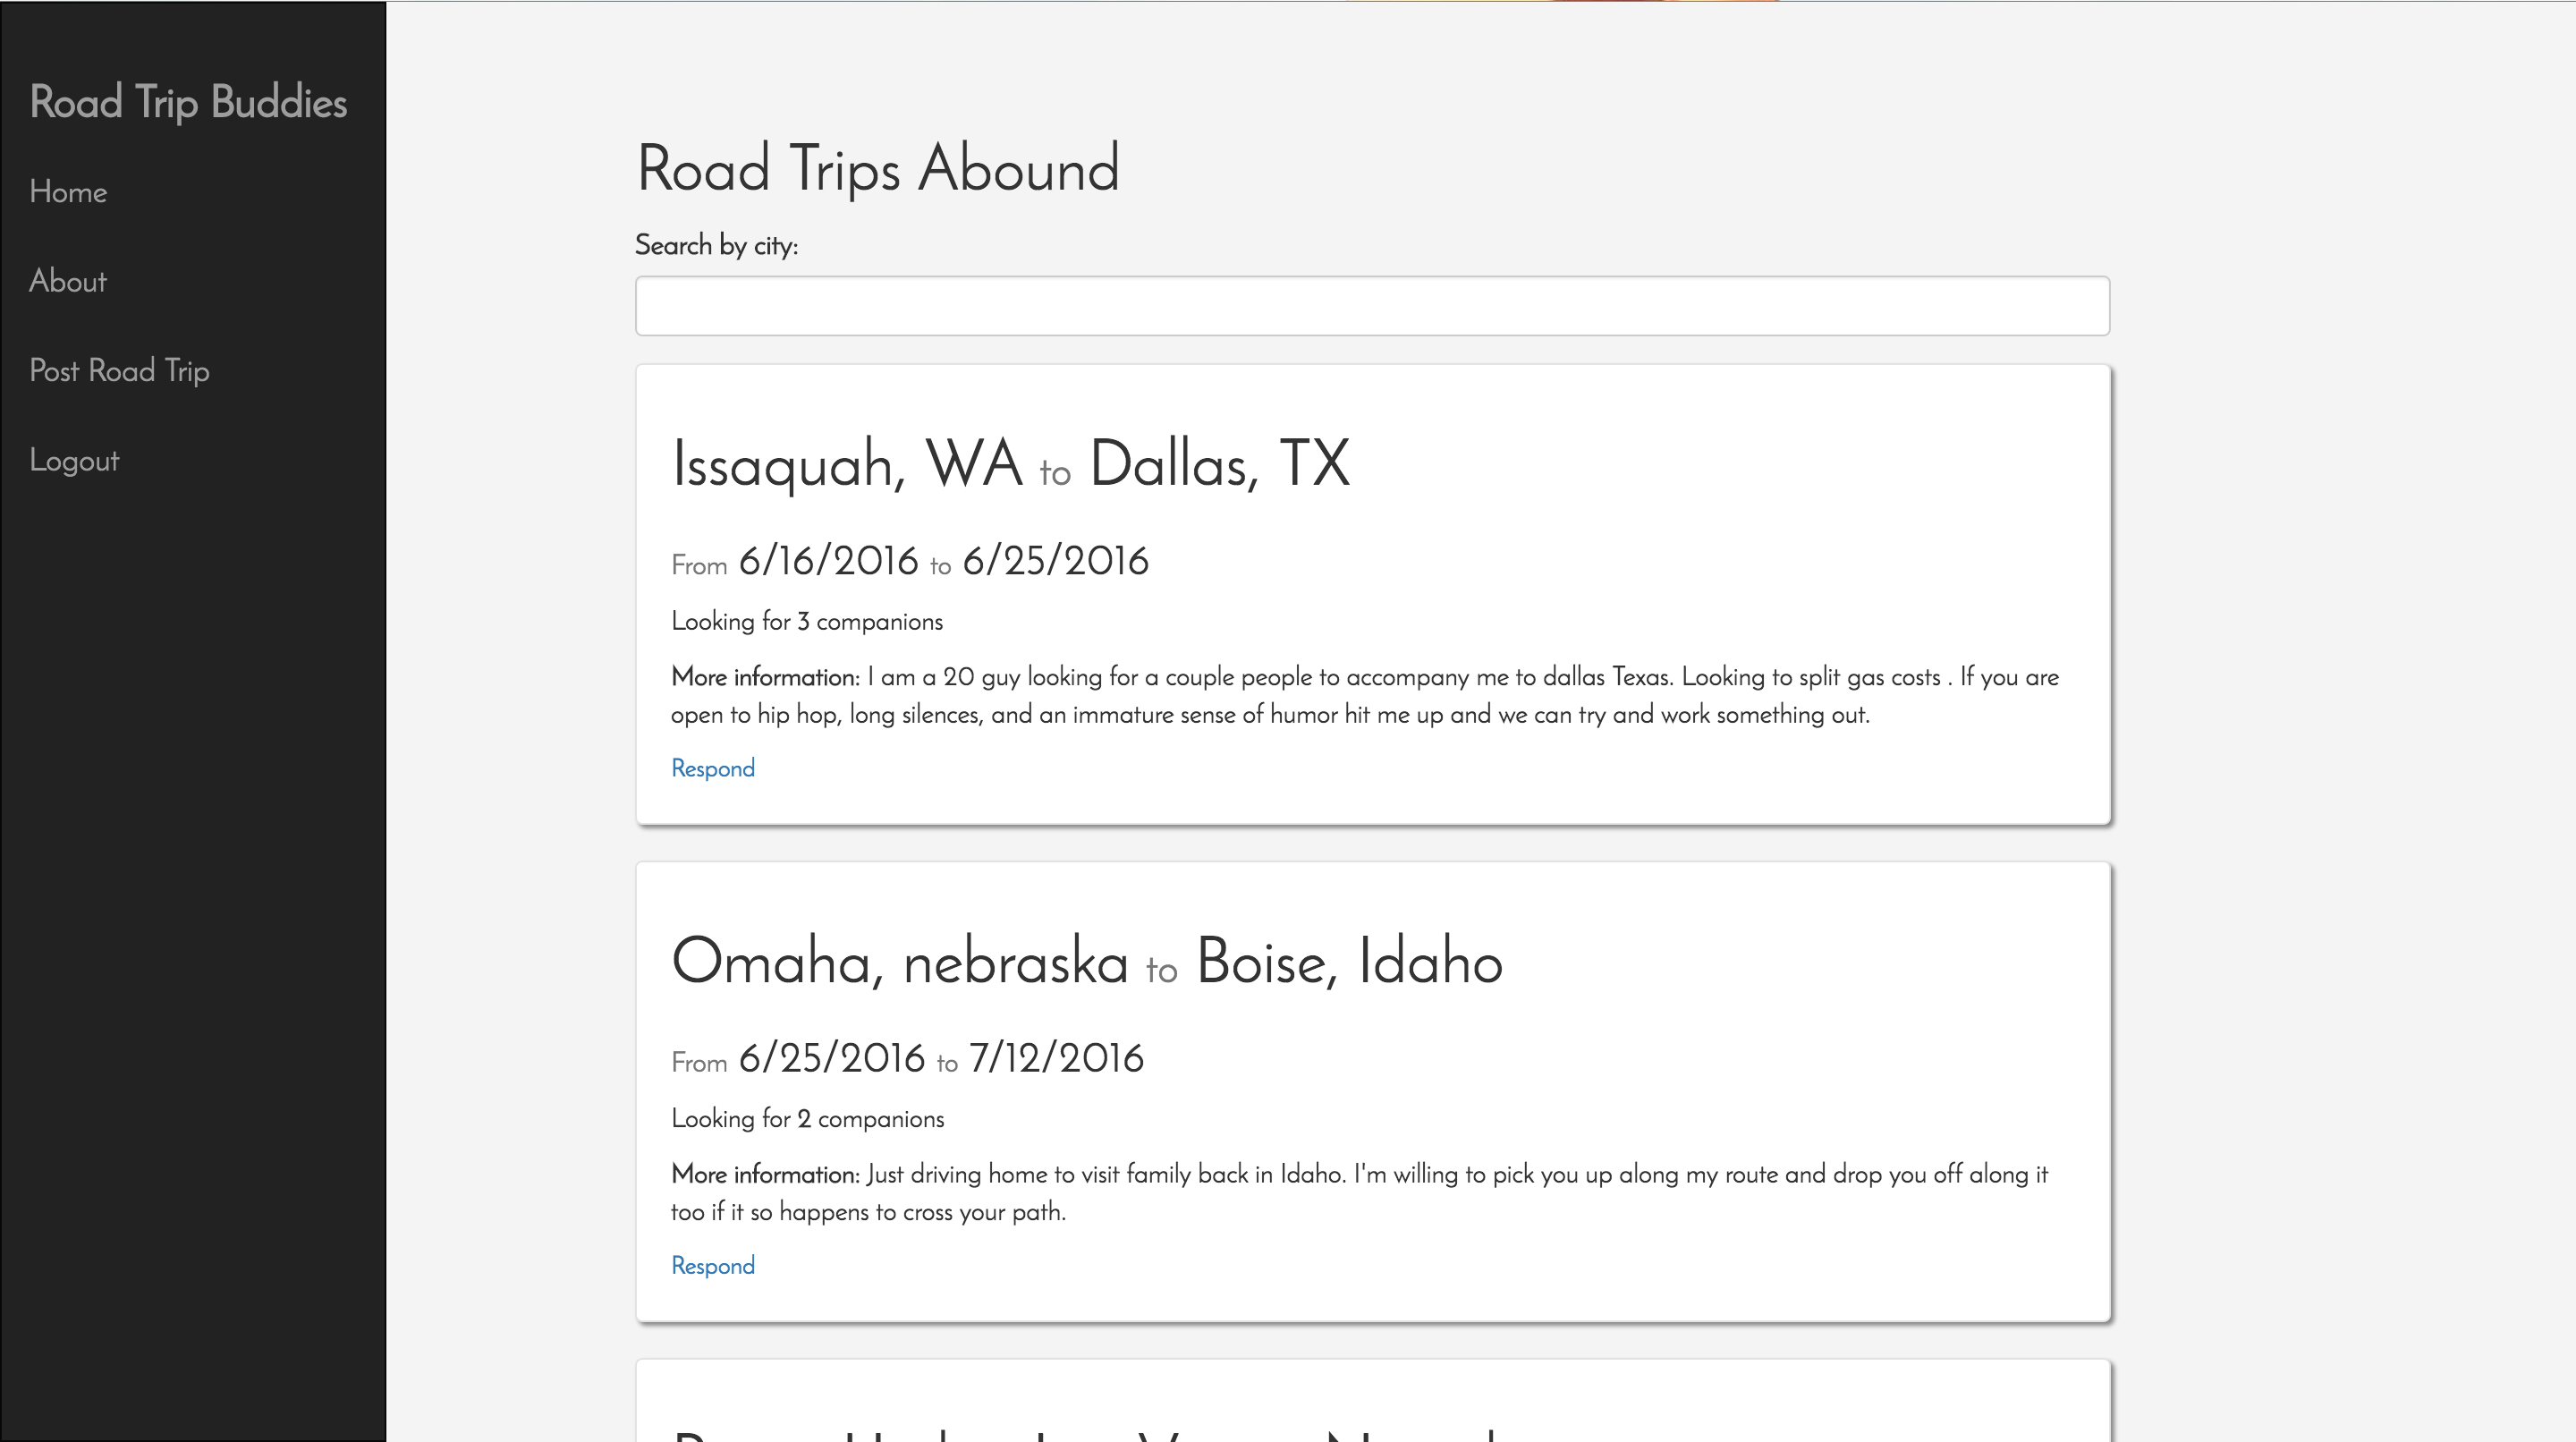 Road Trip Buddies
Home
About
Post Road Trip
Logout
Road Trips Abound
Search by city:
Issaquah, WA to Dallas, TX
From 6/16/2016 to 6/25/2016
Looking for 3 companions
More information: I am a 20 guy looking for a couple people to accompany me to dallas Texas. Looking to split gas costs . If you are
open to hip hop, long silences, and an immature sense of humor hit me up and we can try and work something out.
Respond
Omaha, nebraska to Boise, Idaho
From 6/25/2016 to 7/12/2016
Looking for 2 companions
More information: Just driving home to visit family back in Idaho. I'm willing to pick you up along my route and drop you off along it
too if it so happens to cross your path.
Respond